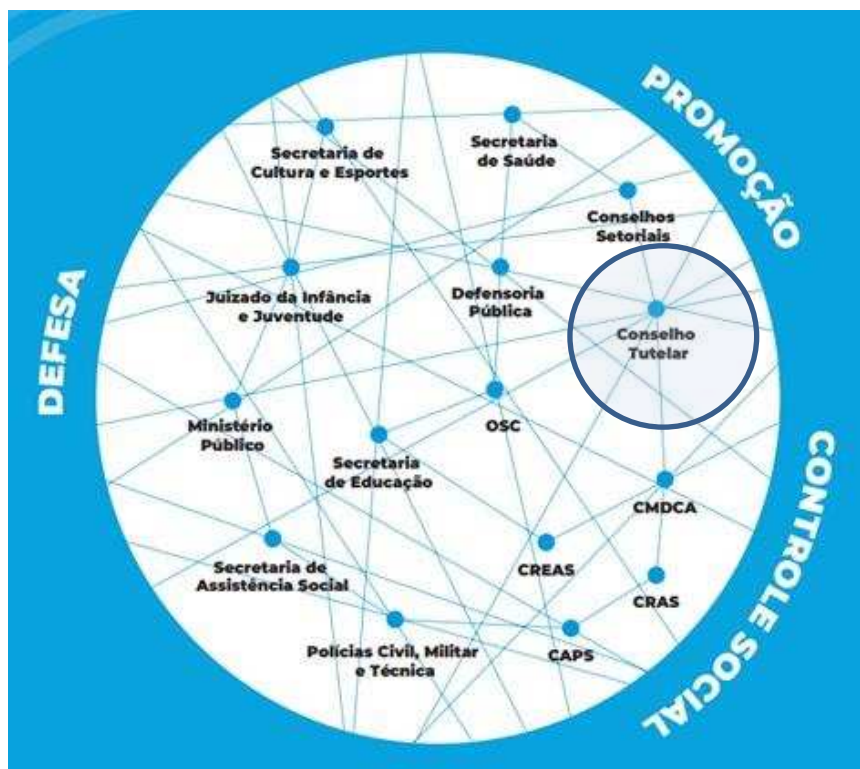 PROMOÇÃO
Secretaria de
Cultura e Esportes
Secretaria
de Saúde
Conselhos
Setoriais
DEFESA
Juizado da Infância
e Juventude
Defensoria
Pública
Conselho
Tutelar
Ministério
Público
OSC
Secretaria
de Educação
CMDCA
CONTROLE SOCIAL
Secretaria de
Assistência Social
CREAS
CRAS
Polícias Civil, Militar
e Técnica
CAPS